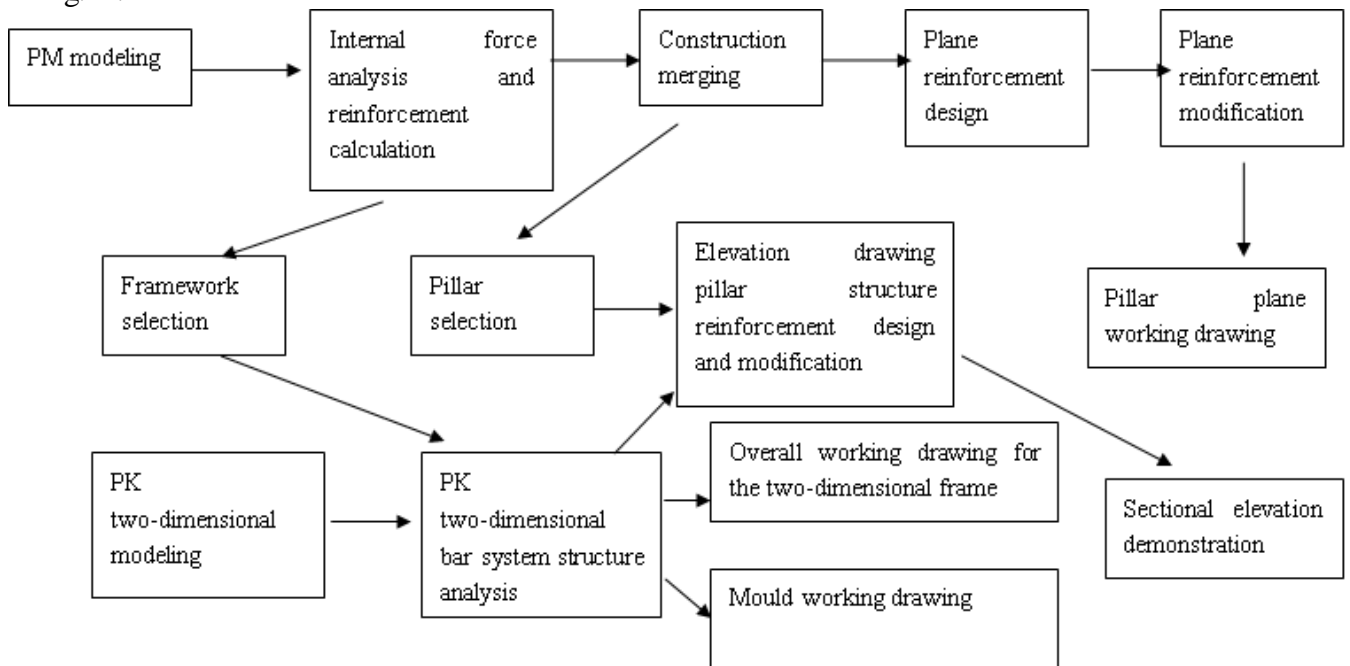 PM modeling
Internal force
analysis and
reinforcement
calculation
Construction
merging
Plane
reinforcement
design
Plane
reinforcement
modification
Framework
selection
Pillar
selection
Elevation drawing
pillar structure
reinforcement design
and modification
Pillar plane
working drawing
PK
two-dimensional
modeling
PK
two-dimensional
bar system structure
analysis
Overall working drawing for
the two-dimensional frame
Sectional elevation
demonstration
Mould working drawing